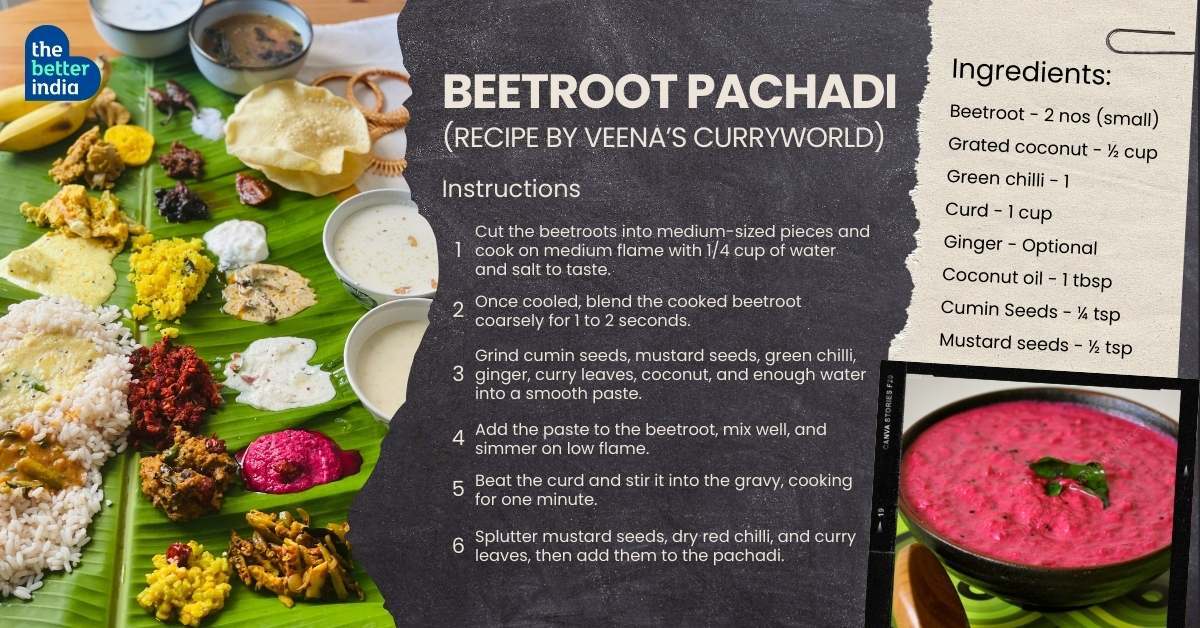 the
better
india
BEETROOT PACHADI
(RECIPE BY VEENA'S CURRYWORLD)
Instructions
1 Cut the beetroots into medium-sized pieces and
cook on medium flame with 1/4 cup of water
and salt to taste.
2 Once cooled, blend the cooked beetroot
coarsely for 1 to 2 seconds.
3 Grind cumin seeds, mustard seeds, green chilli,
ginger, curry leaves, coconut, and enough water
into a smooth paste.
4 Add the paste to the beetroot, mix well, and
simmer on low flame.
5 Beat the curd and stir it into the gravy, cooking
for one minute.
6 Splutter mustard seeds, dry red chilli, and curry
leaves, then add them to the pachadi.
Ingredients:
Beetroot - 2 nos (small)
Grated coconut - ½ cup
Green chilli - 1
Curd - 1 cup
Ginger - Optional
Coconut oil - 1 tbsp
Cumin Seeds - ¼ tsp
Mustard seeds - ½ tsp
CANVA STORIES F20
19